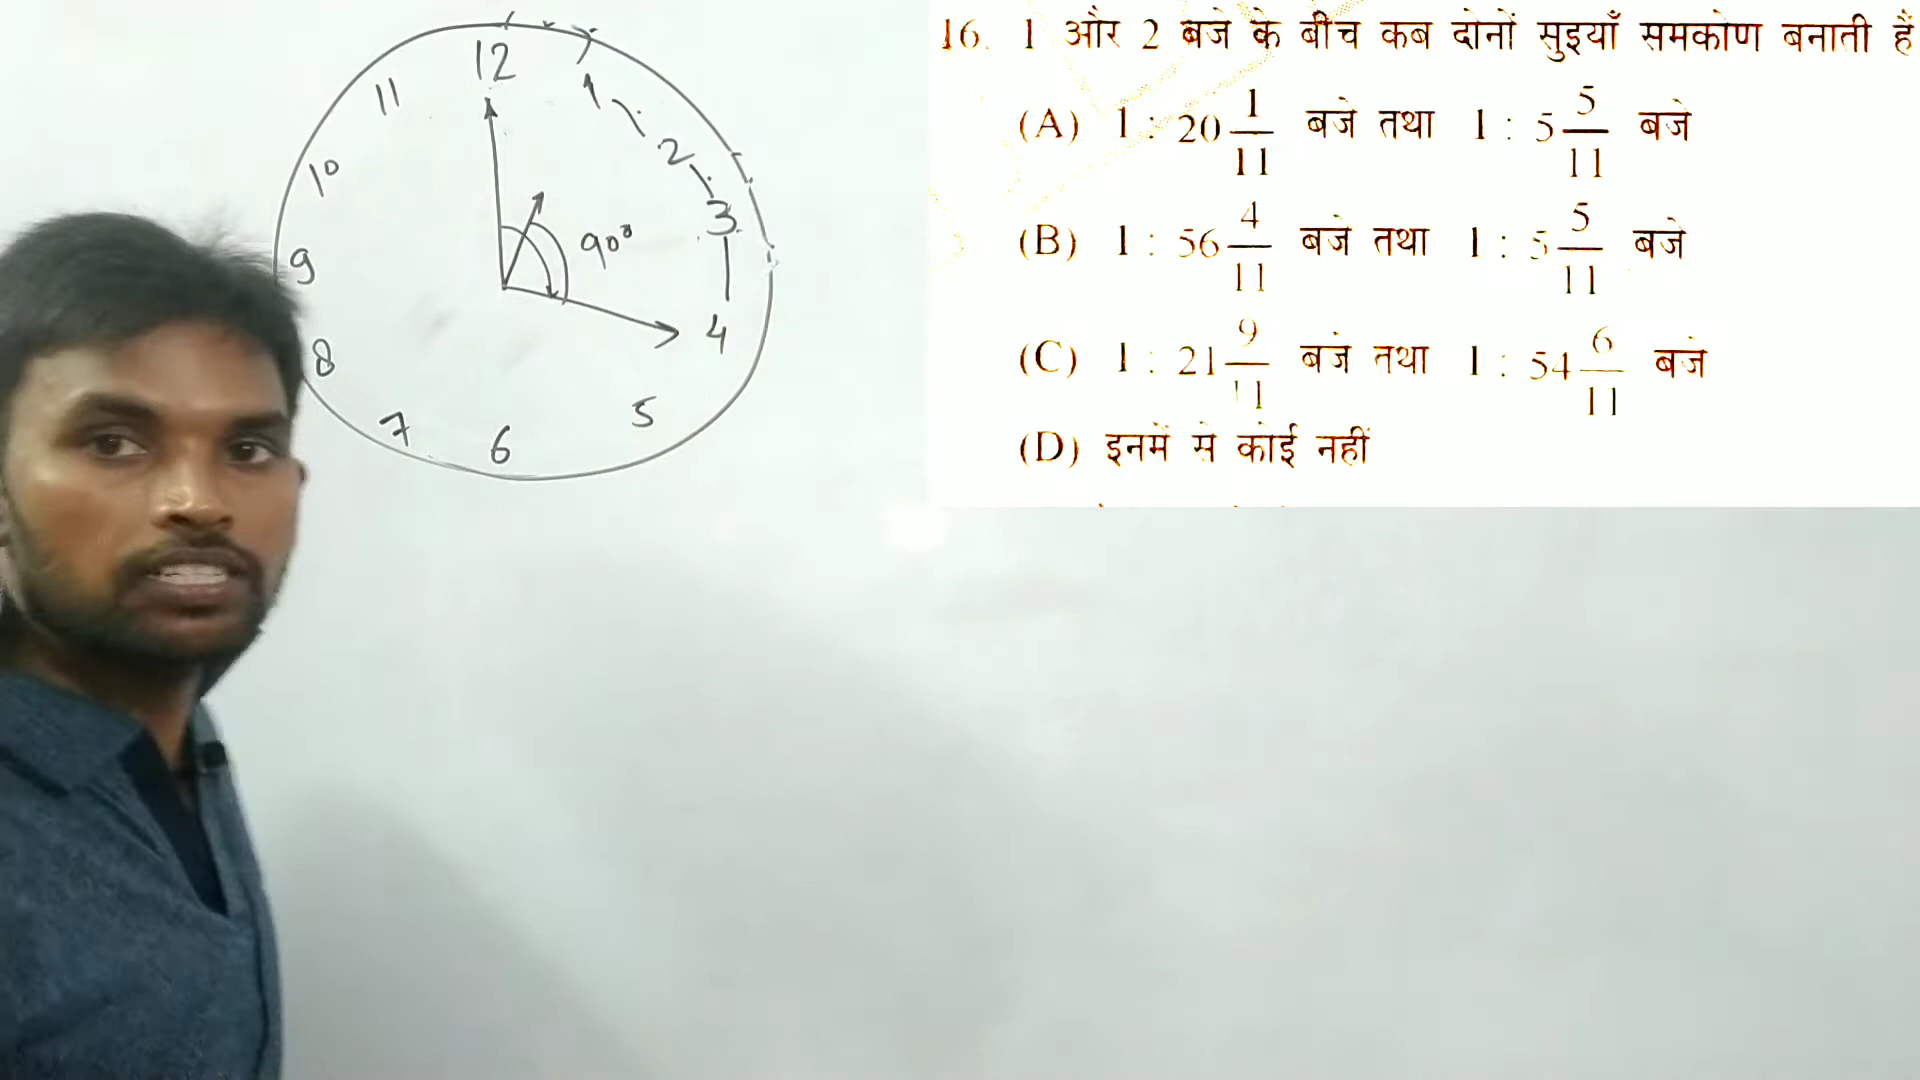 12
11
1
10
2
3
90°
9
4
8
5
7
6
16. 1 और 2 बजे के बीच कब दोनों सुइयाँ समकोण बनाती हैं
(A) 1 : 20 1/11 बजे तथा 1 : 5 5/11 बजे
(B) 1 : 56 4/11 बजे तथा 1 : 5 5/11 बजे
(C) 1 : 21 9/11 बजे तथा 1 : 54 6/11 बजे
(D) इनमें से कोई नहीं